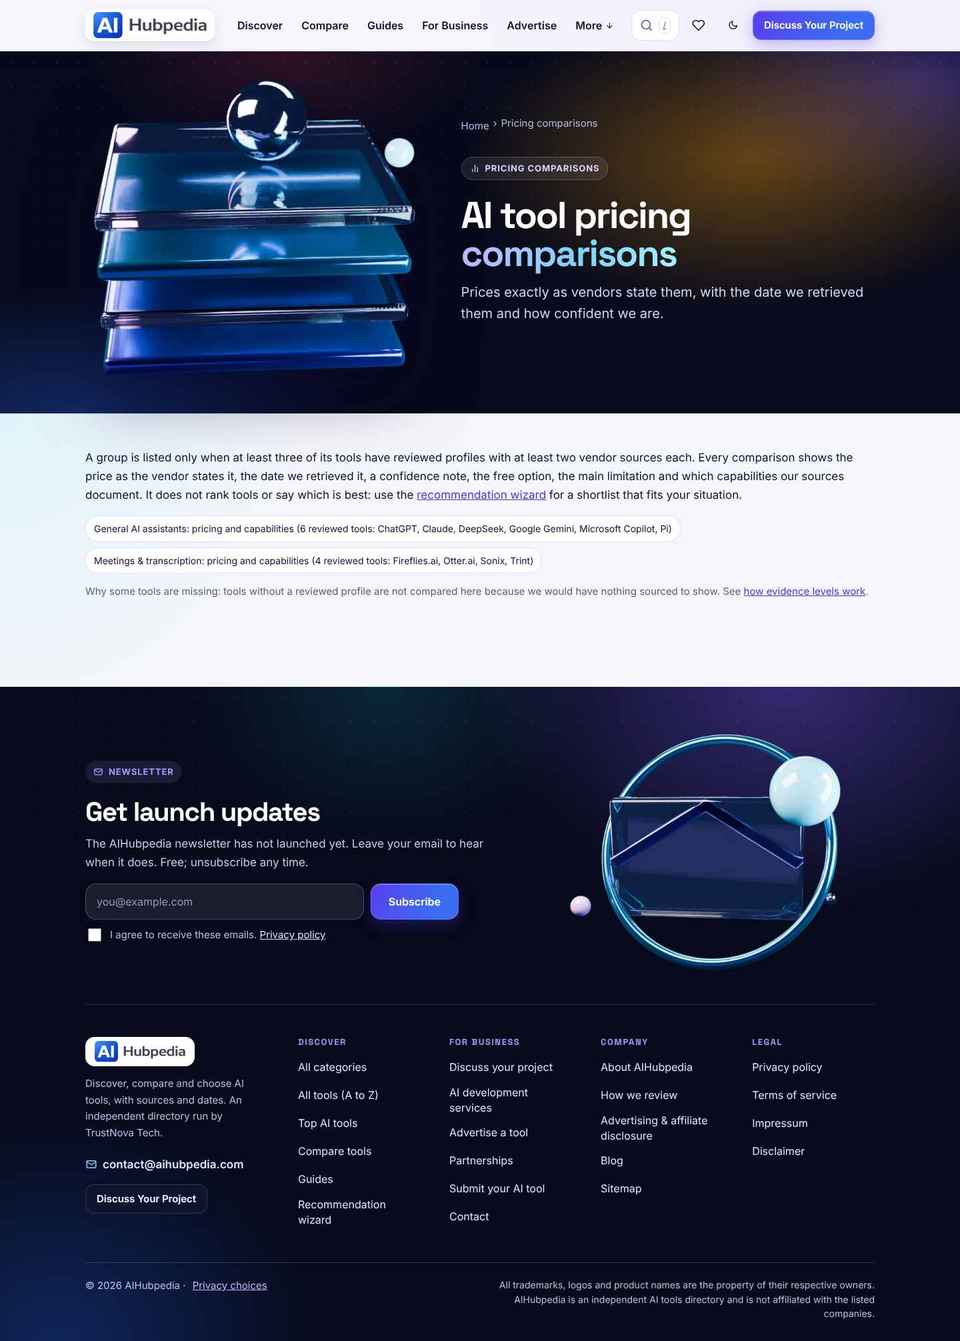 AI Hubpedia
Discover
Compare
Guides
For Business
Advertise
More ↓
/
Discuss Your Project
Home › Pricing comparisons
PRICING COMPARISONS
AI tool pricing
comparisons
Prices exactly as vendors state them, with the date we retrieved
them and how confident we are.
A group is listed only when at least three of its tools have reviewed profiles with at least two vendor sources each. Every comparison shows the
price as the vendor states it, the date we retrieved it, a confidence note, the free option, the main limitation and which capabilities our sources
document. It does not rank tools or say which is best: use the recommendation wizard for a shortlist that fits your situation.
General AI assistants: pricing and capabilities (6 reviewed tools: ChatGPT, Claude, DeepSeek, Google Gemini, Microsoft Copilot, Pi)
Meetings & transcription: pricing and capabilities (4 reviewed tools: Fireflies.ai, Otter.ai, Sonix, Trint)
Why some tools are missing: tools without a reviewed profile are not compared here because we would have nothing sourced to show. See how evidence levels work.
NEWSLETTER
Get launch updates
The AIHubpedia newsletter has not launched yet. Leave your email to hear
when it does. Free; unsubscribe any time.
you@example.com
Subscribe
I agree to receive these emails. Privacy policy
AI Hubpedia
Discover, compare and choose AI
tools, with sources and dates. An
independent directory run by
TrustNova Tech.
contact@aihubpedia.com
Discuss Your Project
DISCOVER
All categories
All tools (A to Z)
Top AI tools
Compare tools
Guides
Recommendation
wizard
FOR BUSINESS
Discuss your project
AI development
services
Advertise a tool
Partnerships
Submit your AI tool
Contact
COMPANY
About AIHubpedia
How we review
Advertising & affiliate
disclosure
Blog
Sitemap
LEGAL
Privacy policy
Terms of service
Impressum
Disclaimer
© 2026 AIHubpedia · Privacy choices
All trademarks, logos and product names are the property of their respective owners.
AIHubpedia is an independent AI tools directory and is not affiliated with the listed
companies.